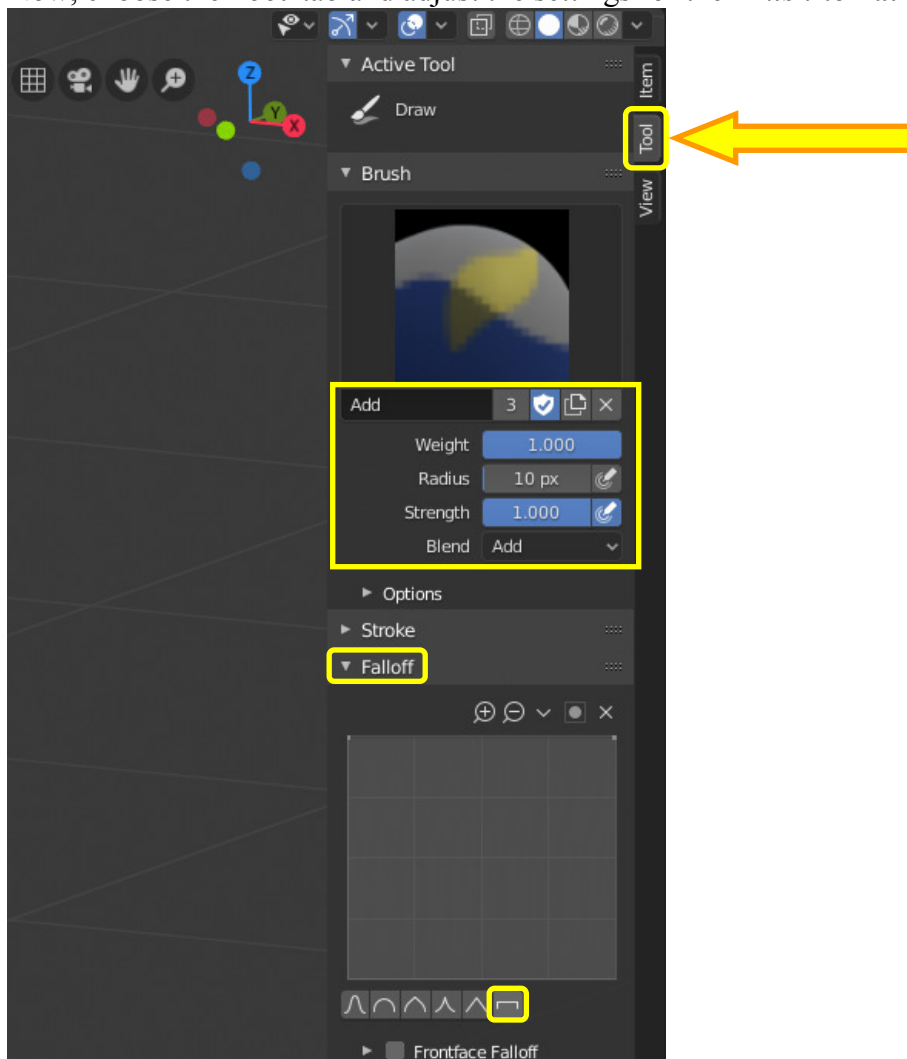 Z
Y
X
Active Tool
Item
Draw
Tool
Brush
View
Add 3
Weight 1.000
Radius 10 px
Strength 1.000
Blend Add
Options
Stroke
Falloff
Frontface Falloff